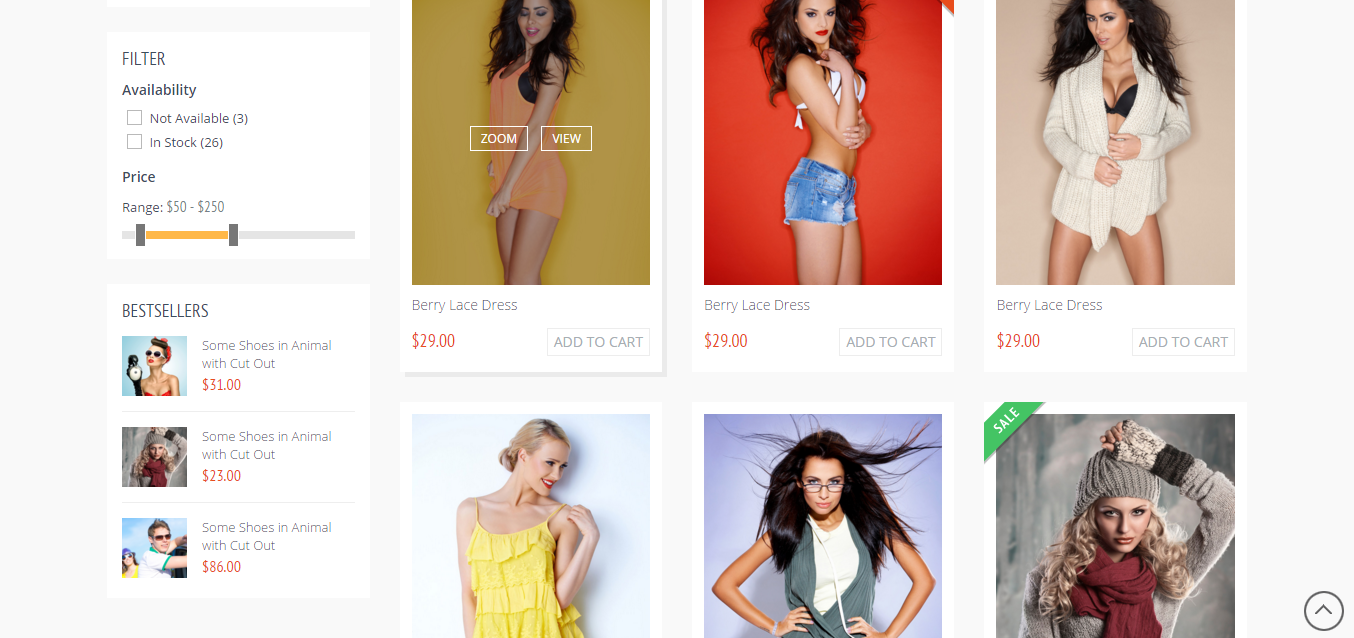 FILTER
Availability
Not Available (3)
In Stock (26)
Price
Range: $50 - $250
BESTSELLERS
Some Shoes in Animal
with Cut Out
$31.00
Some Shoes in Animal
with Cut Out
$23.00
Some Shoes in Animal
with Cut Out
$86.00
ZOOM VIEW
Berry Lace Dress
$29.00 ADD TO CART
Berry Lace Dress
$29.00 ADD TO CART
Berry Lace Dress
$29.00 ADD TO CART
SALE